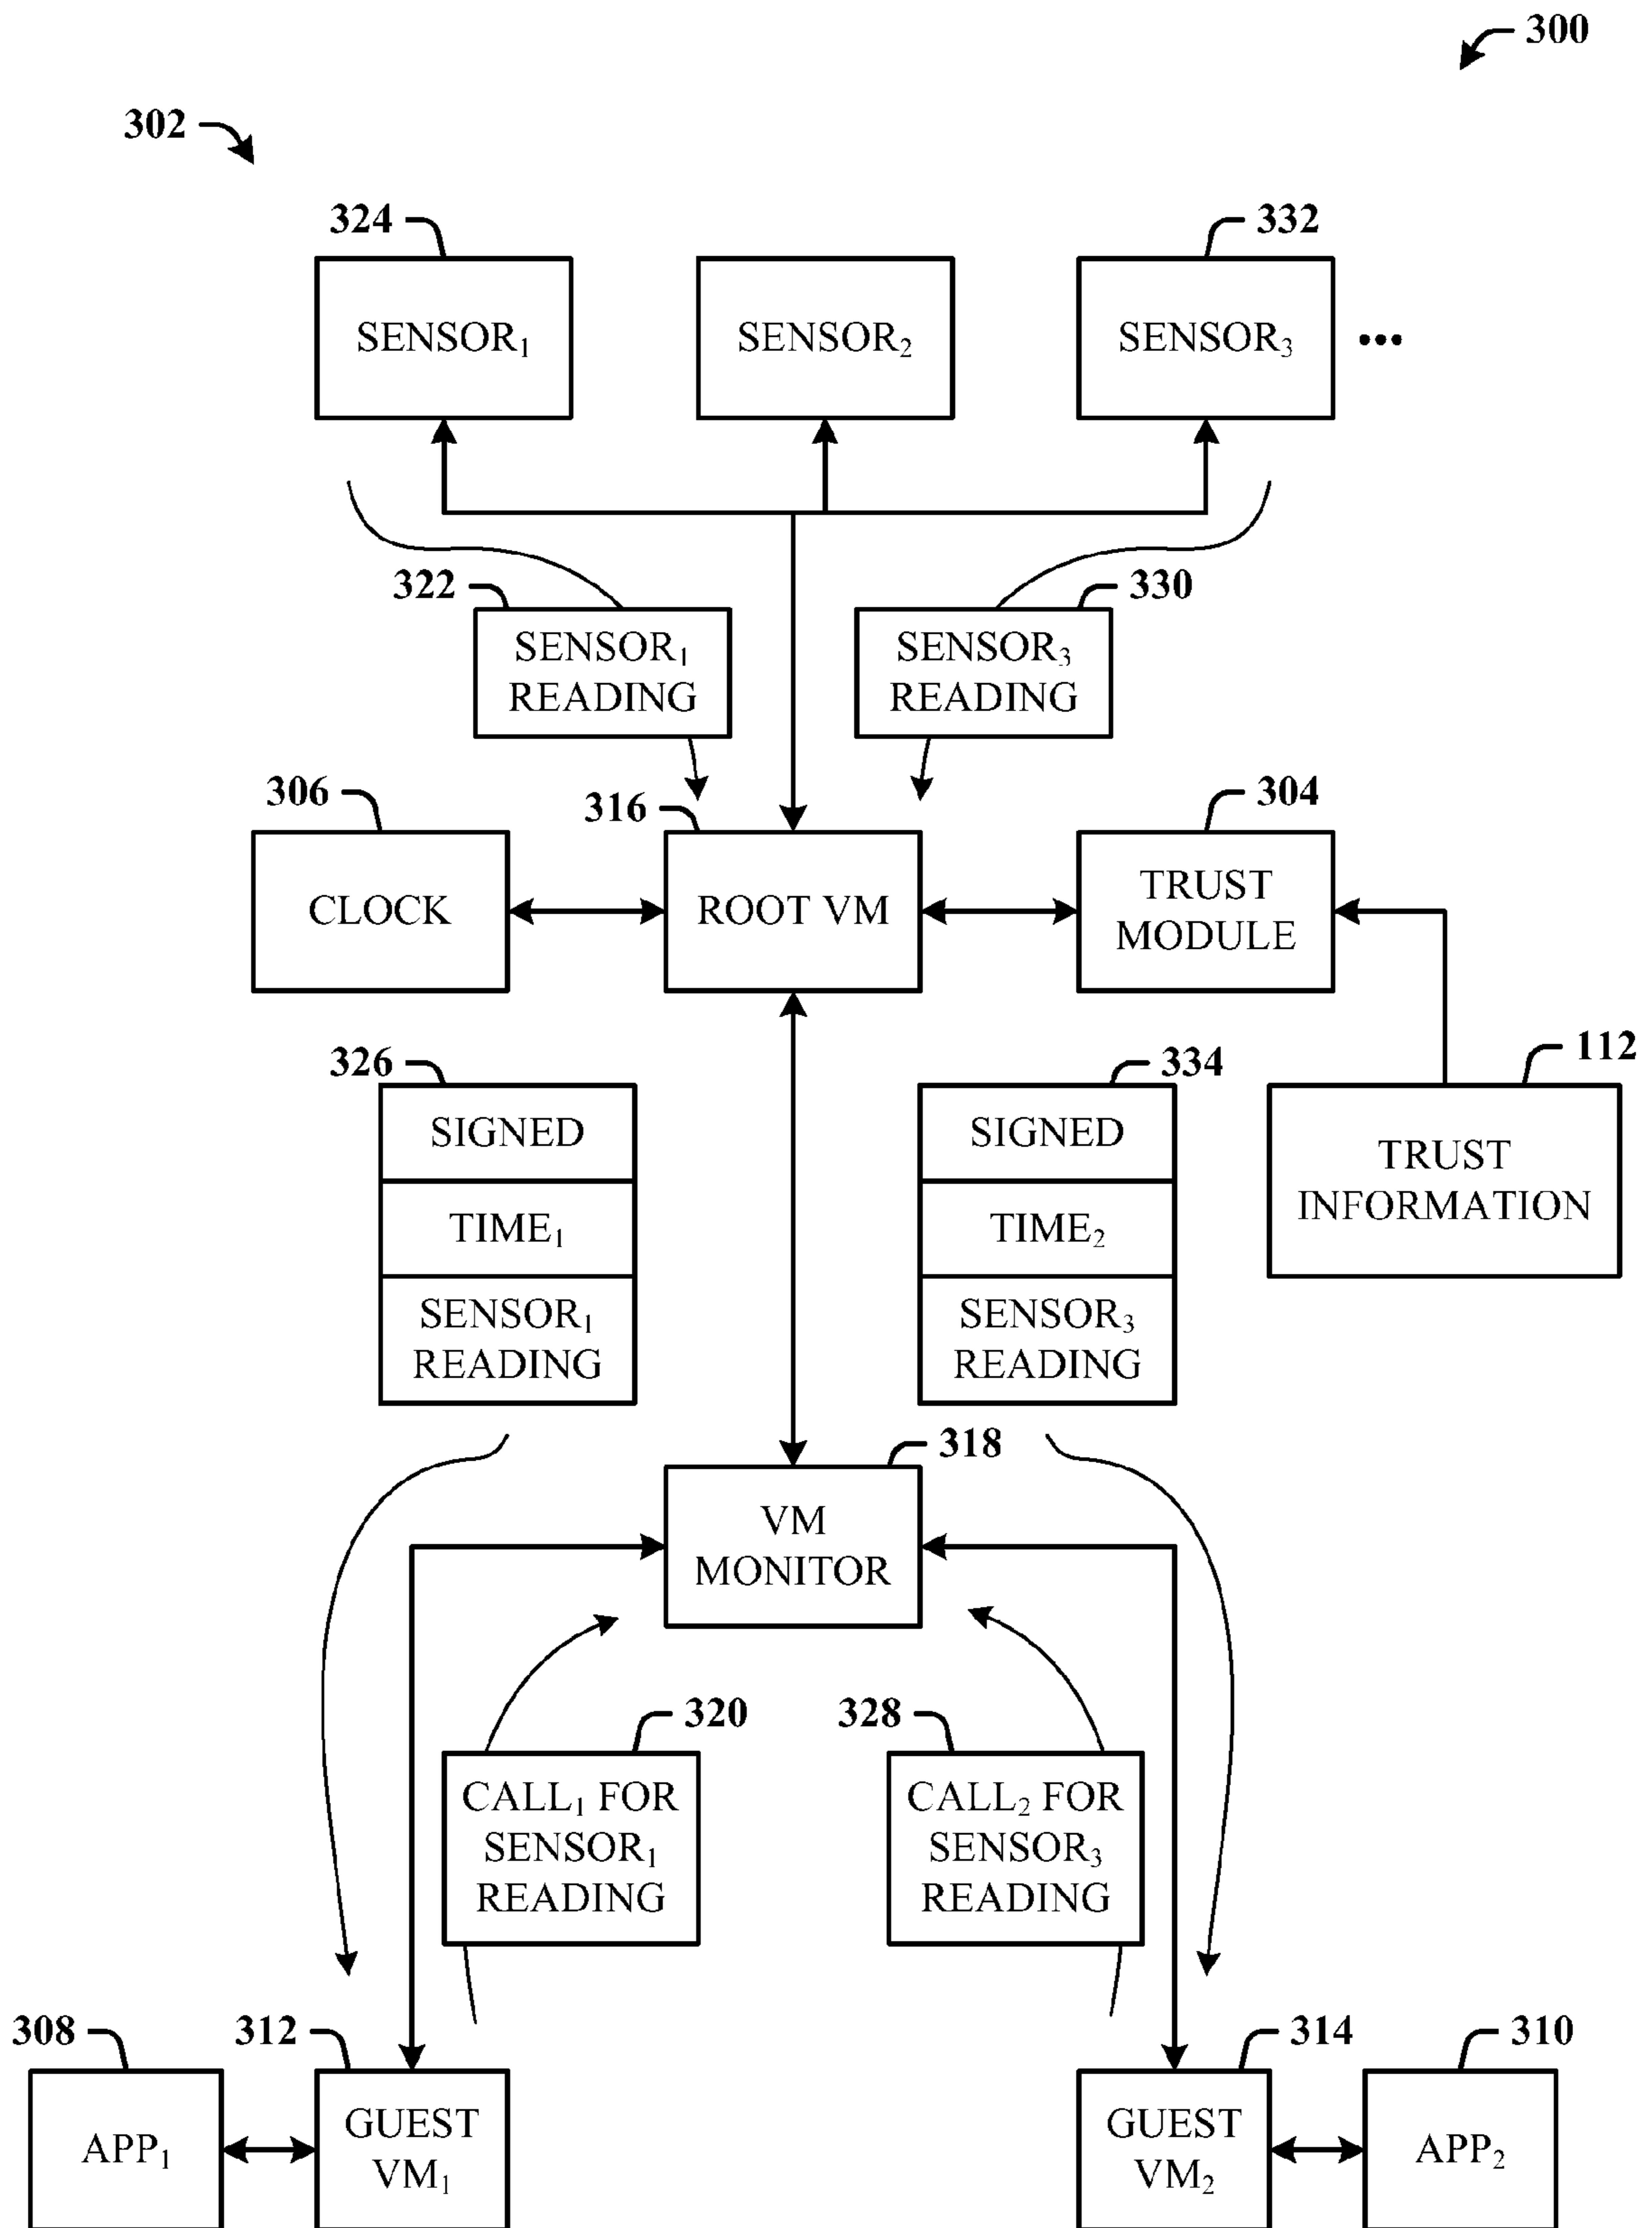 300
302
324
332
SENSOR₁
SENSOR₂
SENSOR₃
...
322
330
SENSOR₁
READING
SENSOR₃
READING
306
316
304
CLOCK
ROOT VM
TRUST
MODULE
326
334
112
SIGNED
TIME₁
SENSOR₁
READING
SIGNED
TIME₂
SENSOR₃
READING
TRUST
INFORMATION
318
VM
MONITOR
320
328
CALL₁ FOR
SENSOR₁
READING
CALL₂ FOR
SENSOR₃
READING
308
312
314
310
APP₁
GUEST
VM₁
GUEST
VM₂
APP₂